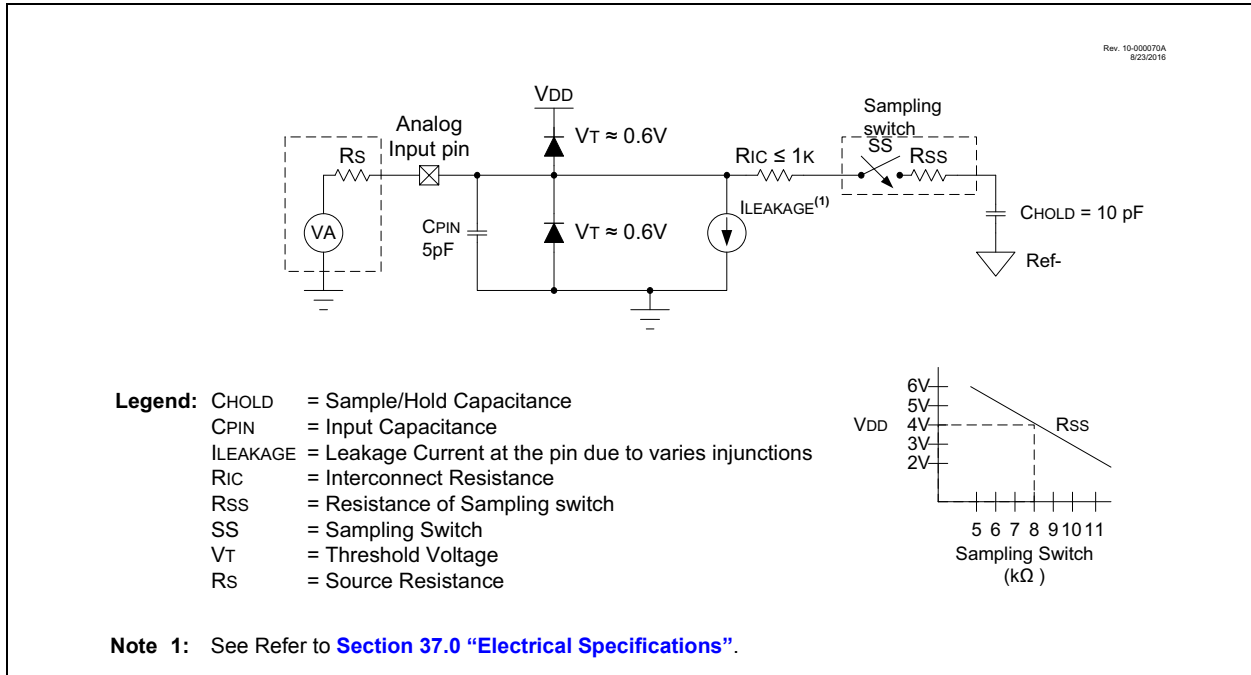 Rev. 10-000070A
8/23/2016
VDD
Sampling
switch
Analog
Input pin
VT ≈ 0.6V
RS
RIC ≤ 1K
SS
RSS
ILEAKAGE(1)
CHOLD = 10 pF
VA
CPIN
5pF
VT ≈ 0.6V
Ref-
Legend: CHOLD = Sample/Hold Capacitance
CPIN = Input Capacitance
ILEAKAGE = Leakage Current at the pin due to varies injunctions
RIC = Interconnect Resistance
RSS = Resistance of Sampling switch
SS = Sampling Switch
VT = Threshold Voltage
RS = Source Resistance
6V
5V
VDD
4V
RSS
3V
2V
5 6 7 8 9 10 11
Sampling Switch
(kΩ )
Note 1: See Refer to Section 37.0 “Electrical Specifications”.